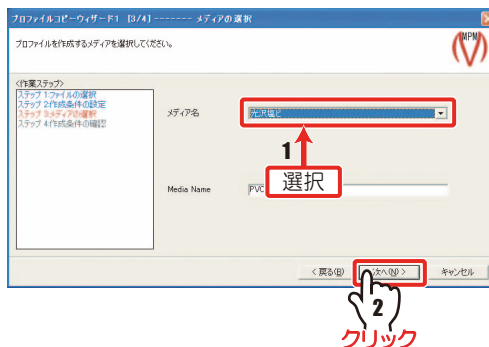 プロファイルコピーウィザード1 [3/4] ------- メディアの選択
プロファイルを作成するメディアを選択してください。
(MPM)
<作業ステップ>
ステップ 1:ファイルの選択
ステップ 2:作成条件の設定
ステップ 3:メディアの選択
ステップ 4:作成条件の確認
メディア名
光沢塩ビ
1
選択
Media Name
PVC
< 戻る(B)
次へ(N) >
キャンセル
2
クリック